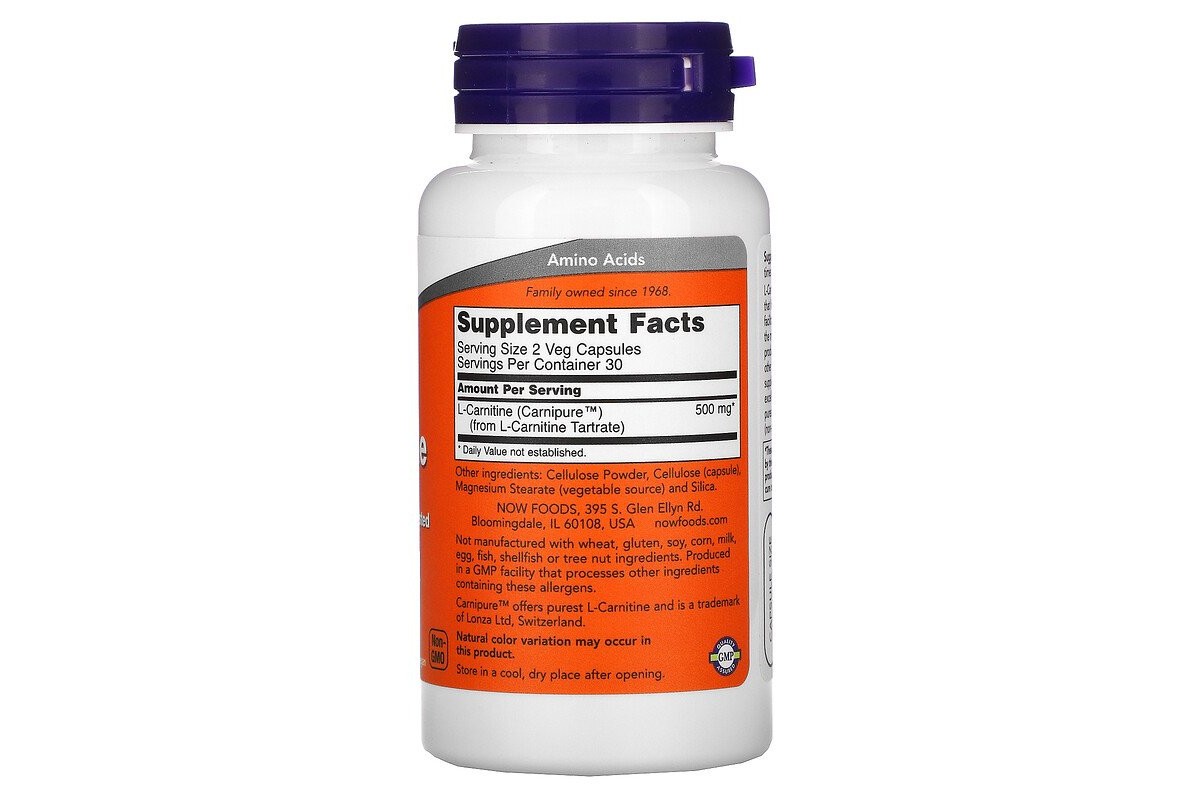 Amino Acids
Family owned since 1968.
Supplement Facts
Serving Size 2 Veg Capsules
Servings Per Container 30
Amount Per Serving
L-Carnitine (Carnipure™) 500 mg*
(from L-Carnitine Tartrate)
* Daily Value not established.
Other ingredients: Cellulose Powder, Cellulose (capsule),
Magnesium Stearate (vegetable source) and Silica.
NOW FOODS, 395 S. Glen Ellyn Rd.
Bloomingdale, IL 60108, USA nowfoods.com
Not manufactured with wheat, gluten, soy, corn, milk,
egg, fish, shellfish or tree nut ingredients. Produced
in a GMP facility that processes other ingredients
containing these allergens.
Carnipure™ offers purest L-Carnitine and is a trademark
of Lonza Ltd, Switzerland.
Natural color variation may occur in
this product.
Store in a cool, dry place after opening.
Non-
GMO
QUALITY
GMP
ASSURED
CAPSULE SIZE